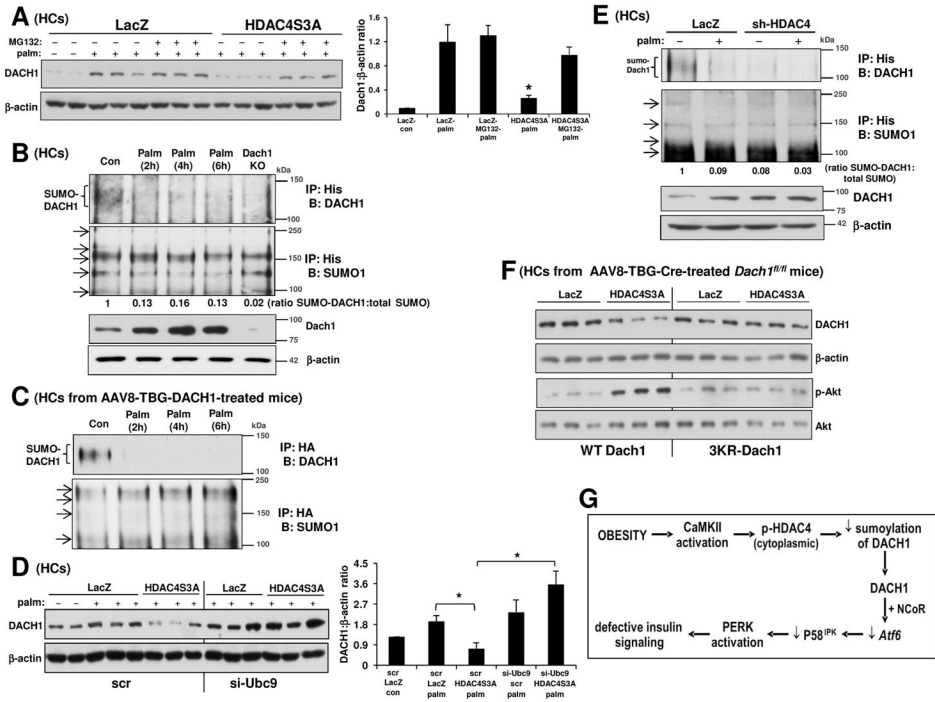 A (HCs)
LacZ HDAC4S3A
MG132: – – – – – + + + – – – + + +
palm: – – + + + + + + + + + + + +
DACH1
β-actin
Dach1:β-actin ratio
1.6
1.2
0.8
0.4
0
*
LacZ-con
LacZ-palm
LacZ-MG132-palm
HDAC4S3A palm
HDAC4S3A MG132-palm
B (HCs)
Con
Palm (2h)
Palm (4h)
Palm (6h)
Dach1 KO
kDa
SUMO-DACH1
150
100
IP: His
B: DACH1
250
150
100
IP: His
B: SUMO1
1 0.13 0.16 0.13 0.02 (ratio SUMO-DACH1:total SUMO)
100
75
Dach1
42
β-actin
C (HCs from AAV8-TBG-DACH1-treated mice)
Con
Palm (2h)
Palm (4h)
Palm (6h)
kDa
SUMO-DACH1
150
100
IP: HA
B: DACH1
250
150
100
IP: HA
B: SUMO1
D (HCs)
LacZ HDAC4S3A LacZ HDAC4S3A
palm: – – + + + + + + + + + + + +
DACH1
β-actin
scr si-Ubc9
DACH1:β-actin ratio
4.5
3.6
2.7
1.8
0.9
0
*
*
scr LacZ con
scr LacZ palm
scr HDAC4S3A palm
si-Ubc9 scr palm
si-Ubc9 HDAC4S3A palm
E (HCs)
LacZ sh-HDAC4
palm: – + – +
kDa
sumo-Dach1
150
100
IP: His
B: DACH1
250
150
100
IP: His
B: SUMO1
1 0.09 0.08 0.03 (ratio SUMO-DACH1: total SUMO)
100
75
DACH1
42
β-actin
F (HCs from AAV8-TBG-Cre-treated Dach1fl/fl mice)
LacZ HDAC4S3A LacZ HDAC4S3A
DACH1
β-actin
p-Akt
Akt
WT Dach1 3KR-Dach1
G
OBESITY → CaMKII activation → p-HDAC4 (cytoplasmic) → ↓ sumoylation of DACH1
DACH1
+ NCoR
defective insulin signaling ← PERK activation ← ↓ P58IPK ← ↓ Atf6